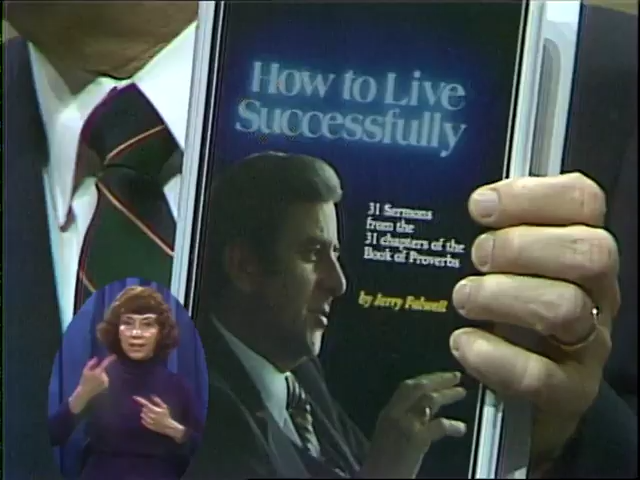 How to Live
Successfully
31 Sermons
from the
31 chapters of the
Book of Proverbs
by Jerry Falwell